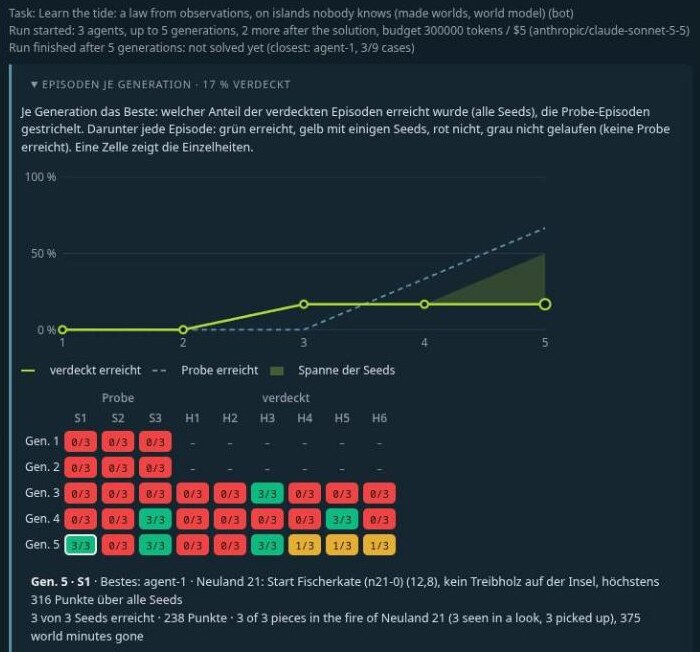 Task: Learn the tide: a law from observations, on islands nobody knows (made worlds, world model) (bot)
Run started: 3 agents, up to 5 generations, 2 more after the solution, budget 300000 tokens / $5 (anthropic/claude-sonnet-5-5)
Run finished after 5 generations: not solved yet (closest: agent-1, 3/9 cases)
▼ EPISODEN JE GENERATION · 17 % VERDECKT
Je Generation das Beste: welcher Anteil der verdeckten Episoden erreicht wurde (alle Seeds), die Probe-Episoden
gestrichelt. Darunter jede Episode: grün erreicht, gelb mit einigen Seeds, rot nicht, grau nicht gelaufen (keine Probe
erreicht). Eine Zelle zeigt die Einzelheiten.
100 %
50 %
0 %
1 2 3 4 5
verdeckt erreicht Probe erreicht Spanne der Seeds
Probe verdeckt
S1 S2 S3 H1 H2 H3 H4 H5 H6
Gen. 1 0/3 0/3 0/3 – – – – – –
Gen. 2 0/3 0/3 0/3 – – – – – –
Gen. 3 0/3 0/3 0/3 0/3 0/3 3/3 0/3 0/3 0/3
Gen. 4 0/3 0/3 3/3 0/3 0/3 0/3 0/3 3/3 0/3
Gen. 5 3/3 0/3 3/3 0/3 0/3 3/3 1/3 1/3 1/3
Gen. 5 · S1 · Bestes: agent-1 · Neuland 21: Start Fischerkate (n21-0) (12,8), kein Treibholz auf der Insel, höchstens
316 Punkte über alle Seeds
3 von 3 Seeds erreicht · 238 Punkte · 3 of 3 pieces in the fire of Neuland 21 (3 seen in a look, 3 picked up), 375
world minutes gone